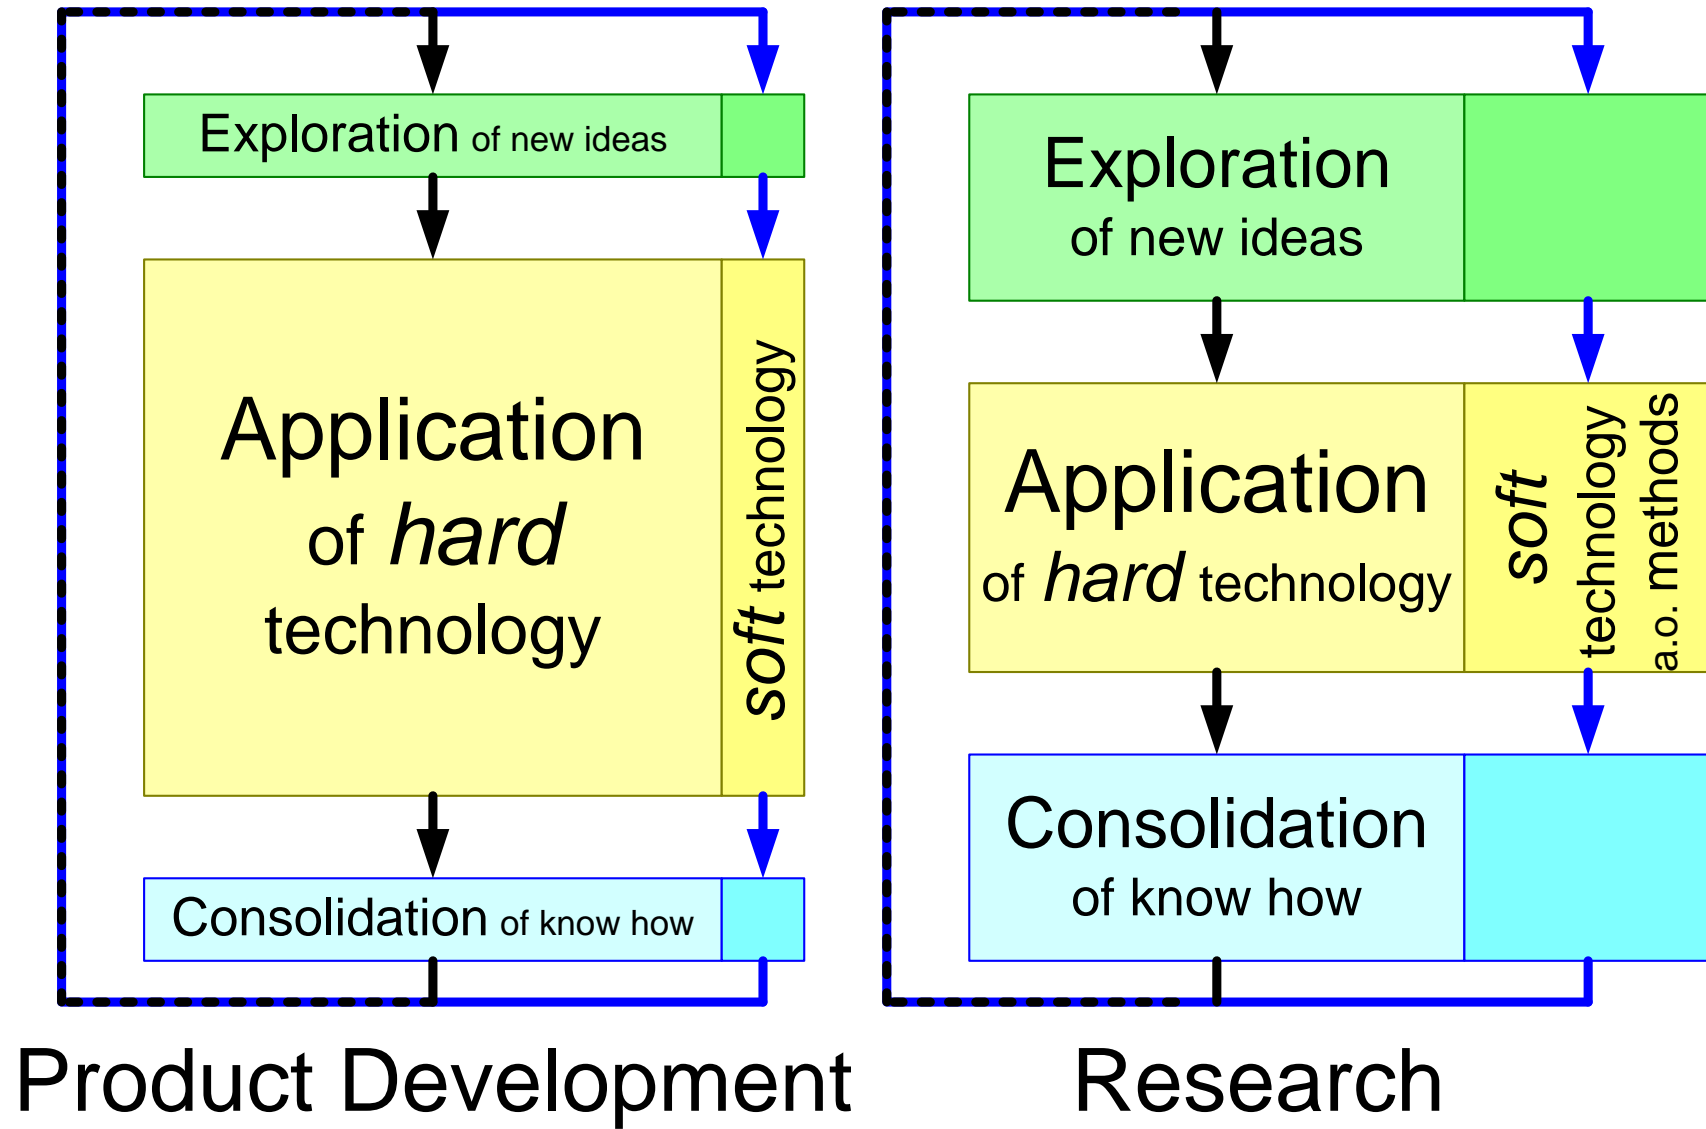 Exploration of new ideas
Application
of hard
technology
soft technology
Consolidation of know how
Product Development
Exploration
of new ideas
Application
of hard technology
soft
technology
a.o. methods
Consolidation
of know how
Research